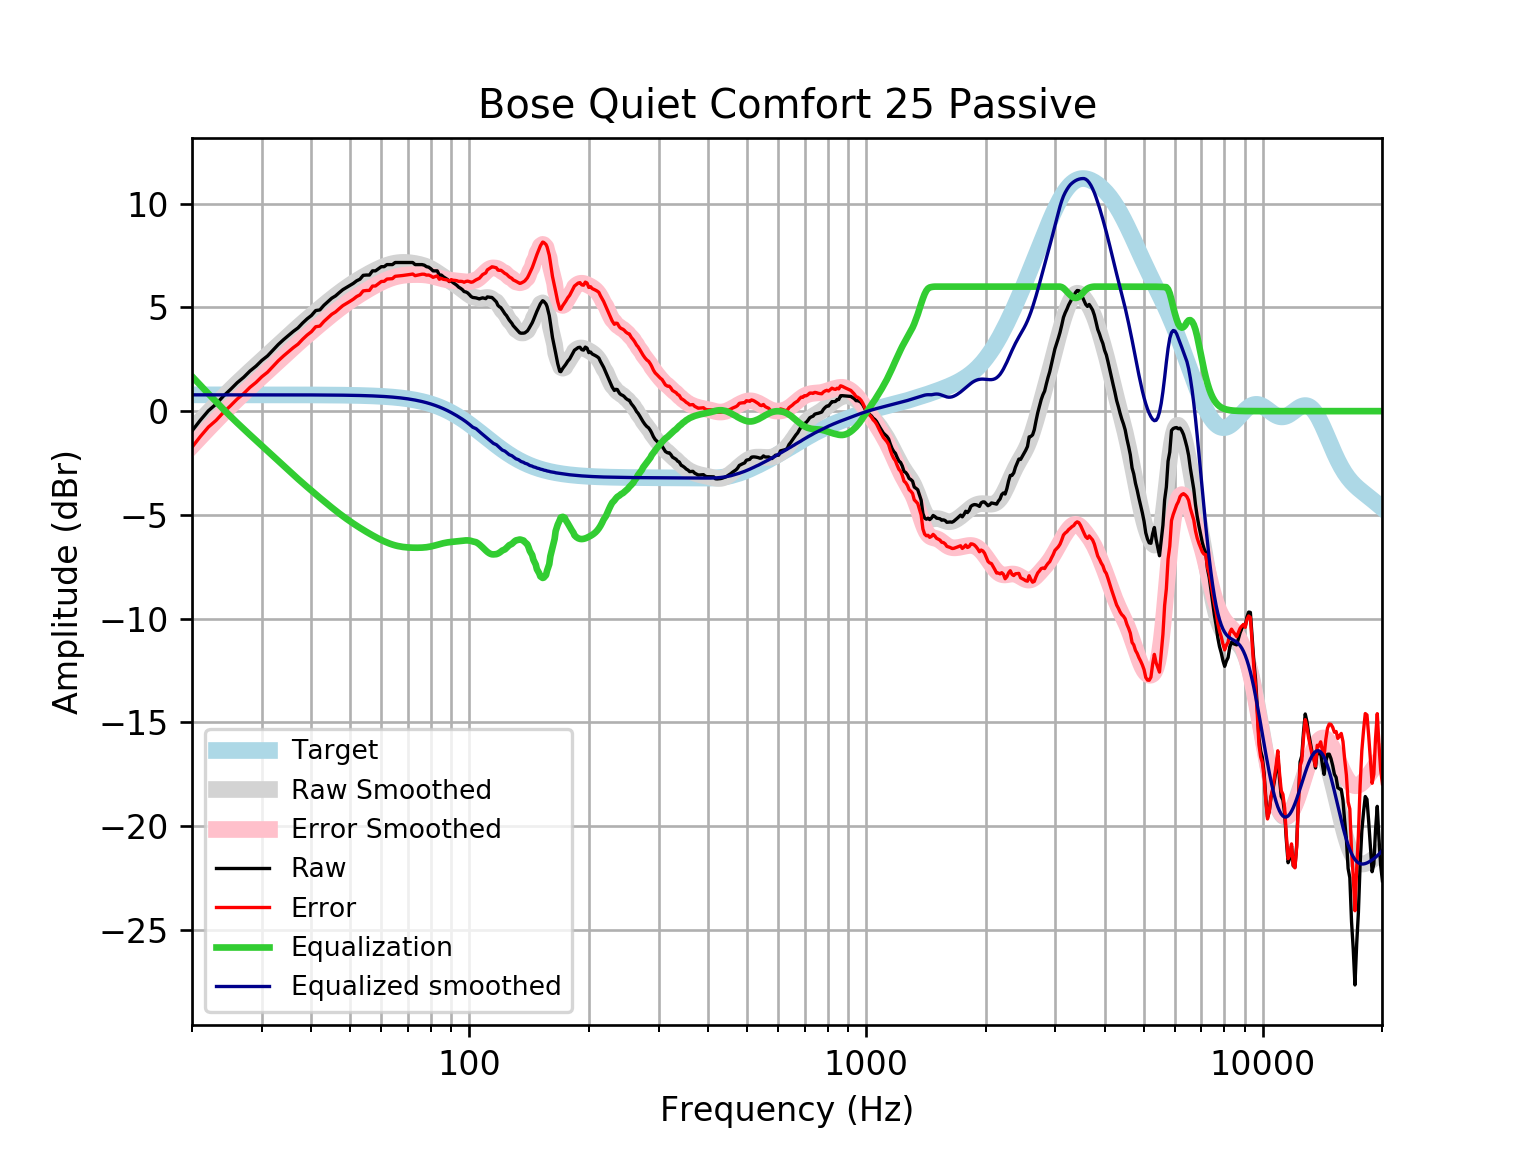 Bose Quiet Comfort 25 Passive
Amplitude (dBr)
10
5
0
−5
−10
−15
−20
−25
Target
Raw Smoothed
Error Smoothed
Raw
Error
Equalization
Equalized smoothed
100
1000
10000
Frequency (Hz)